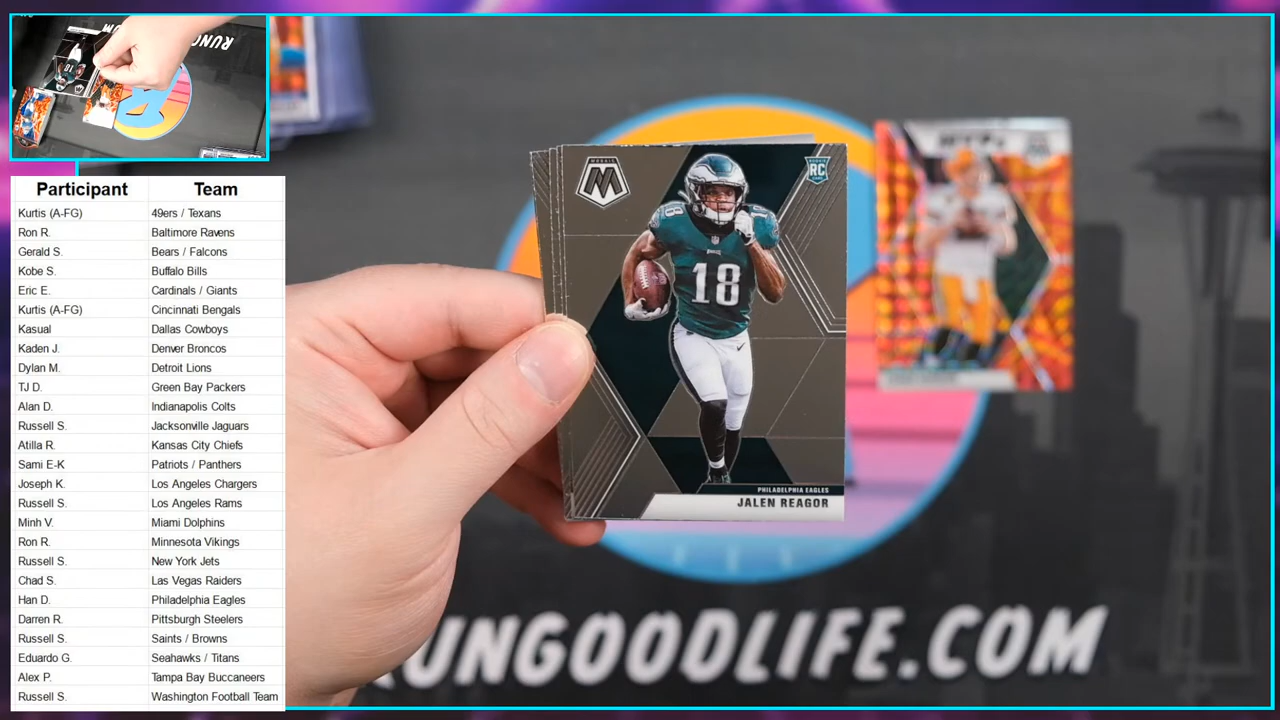 RUNGOOD
Participant Team
Kurtis (A-FG) 49ers / Texans
Ron R. Baltimore Ravens
Gerald S. Bears / Falcons
Kobe S. Buffalo Bills
Eric E. Cardinals / Giants
Kurtis (A-FG) Cincinnati Bengals
Kasual Dallas Cowboys
Kaden J. Denver Broncos
Dylan M. Detroit Lions
TJ D. Green Bay Packers
Alan D. Indianapolis Colts
Russell S. Jacksonville Jaguars
Atilla R. Kansas City Chiefs
Sami E-K Patriots / Panthers
Joseph K. Los Angeles Chargers
Russell S. Los Angeles Rams
Minh V. Miami Dolphins
Ron R. Minnesota Vikings
Russell S. New York Jets
Chad S. Las Vegas Raiders
Han D. Philadelphia Eagles
Darren R. Pittsburgh Steelers
Russell S. Saints / Browns
Eduardo G. Seahawks / Titans
Alex P. Tampa Bay Buccaneers
Russell S. Washington Football Team
MOSAIC
M
RC
18
18
18
PHILADELPHIA EAGLES
JALEN REAGOR
RUNGOODLIFE.COM